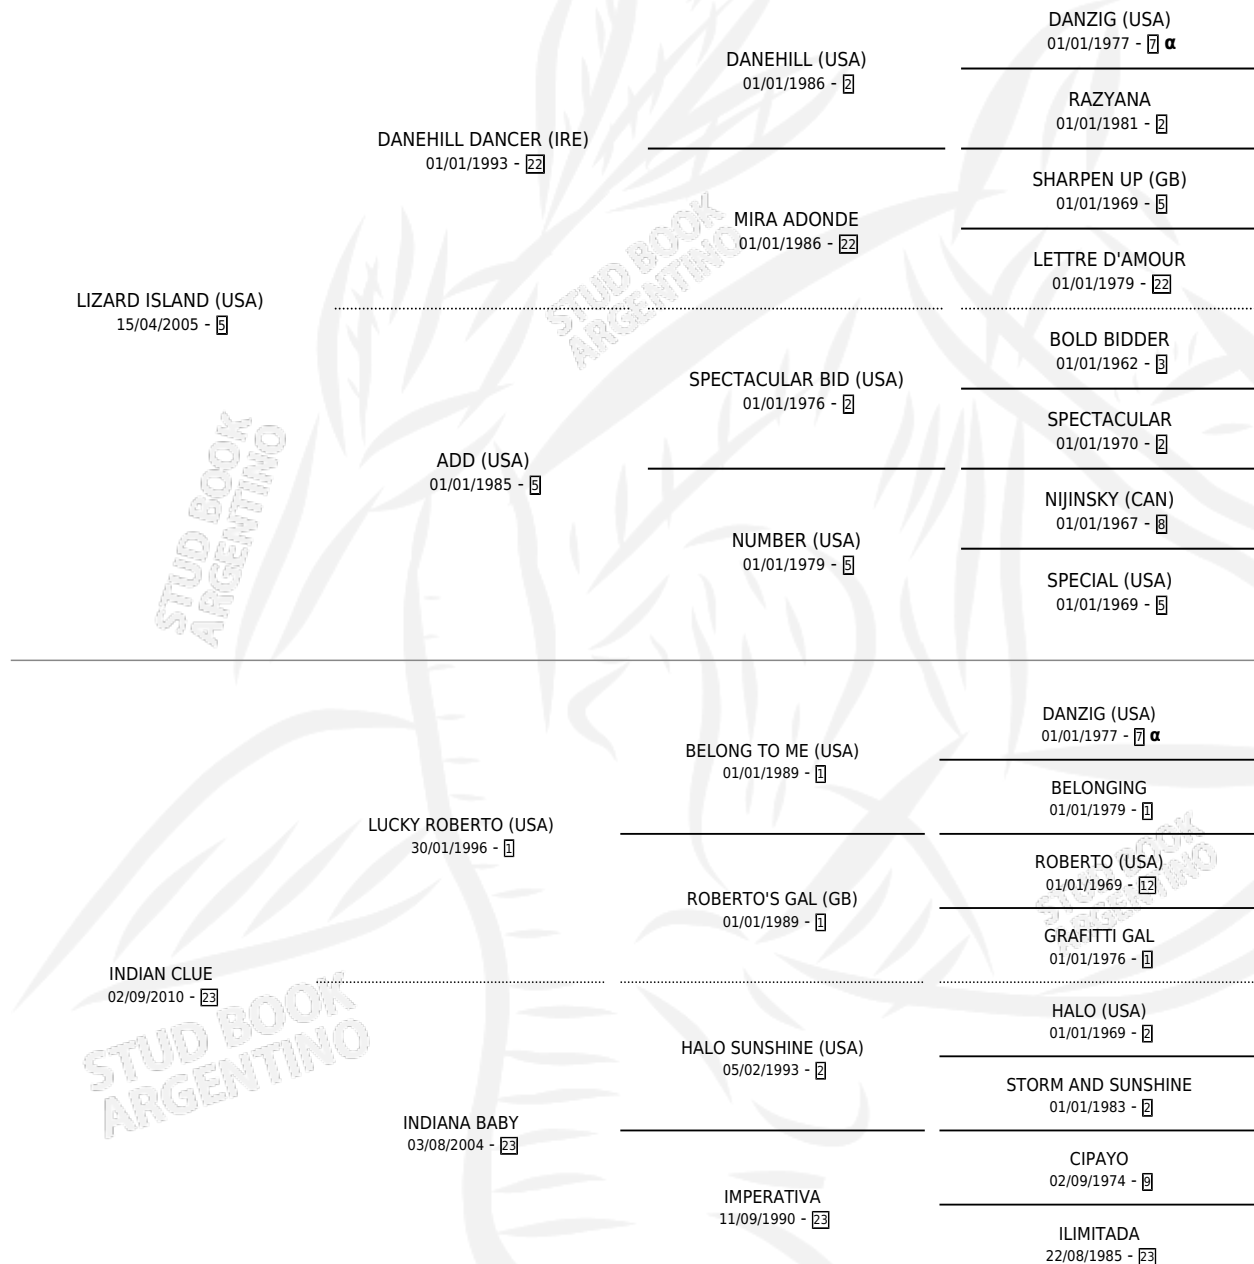 DANZIG (USA)
01/01/1977 - 7 α
DANEHILL (USA)
01/01/1986 - 2
RAZYANA
01/01/1981 - 2
DANEHILL DANCER (IRE)
01/01/1993 - 22
SHARPEN UP (GB)
01/01/1969 - 5
MIRA ADONDE
01/01/1986 - 22
LETTRE D'AMOUR
01/01/1979 - 22
LIZARD ISLAND (USA)
15/04/2005 - 5
BOLD BIDDER
01/01/1962 - 3
SPECTACULAR BID (USA)
01/01/1976 - 2
SPECTACULAR
01/01/1970 - 2
ADD (USA)
01/01/1985 - 5
NIJINSKY (CAN)
01/01/1967 - 8
NUMBER (USA)
01/01/1979 - 5
SPECIAL (USA)
01/01/1969 - 5
DANZIG (USA)
01/01/1977 - 7 α
BELONG TO ME (USA)
01/01/1989 - 1
BELONGING
01/01/1979 - 1
LUCKY ROBERTO (USA)
30/01/1996 - 1
ROBERTO (USA)
01/01/1969 - 12
ROBERTO'S GAL (GB)
01/01/1989 - 1
GRAFITTI GAL
01/01/1976 - 1
INDIAN CLUE
02/09/2010 - 23
HALO (USA)
01/01/1969 - 2
HALO SUNSHINE (USA)
05/02/1993 - 2
STORM AND SUNSHINE
01/01/1983 - 2
INDIANA BABY
03/08/2004 - 23
CIPAYO
02/09/1974 - 9
IMPERATIVA
11/09/1990 - 23
ILIMITADA
22/08/1985 - 23
STUD BOOK
ARGENTINO
STUD BOOK
ARGENTINO
STUD BOOK
ARGENTINO
STUD BOOK
ARGENTINO